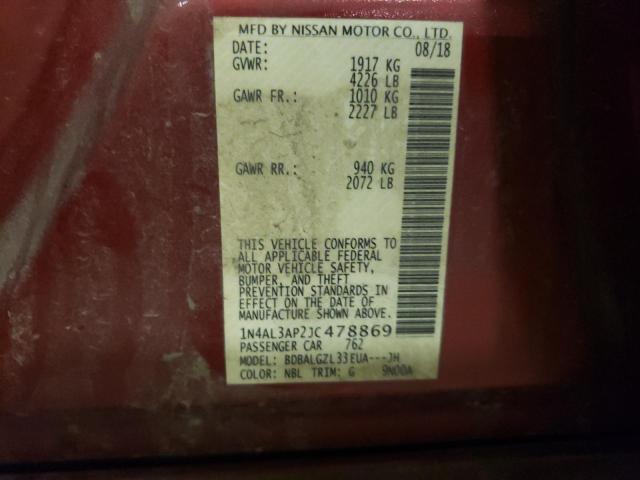 MFD BY NISSAN MOTOR CO., LTD.
DATE: 08/18
GVWR: 1917 KG
4226 LB
GAWR FR.: 1010 KG
2227 LB
GAWR RR.: 940 KG
2072 LB
THIS VEHICLE CONFORMS TO
ALL APPLICABLE FEDERAL
MOTOR VEHICLE SAFETY,
BUMPER, AND THEFT
PREVENTION STANDARDS IN
EFFECT ON THE DATE OF
MANUFACTURE SHOWN ABOVE.
1N4AL3AP2JC478869
PASSENGER CAR 762
MODEL: BDBALGZL33EUA---JH
COLOR: NBL TRIM: G 9N00A